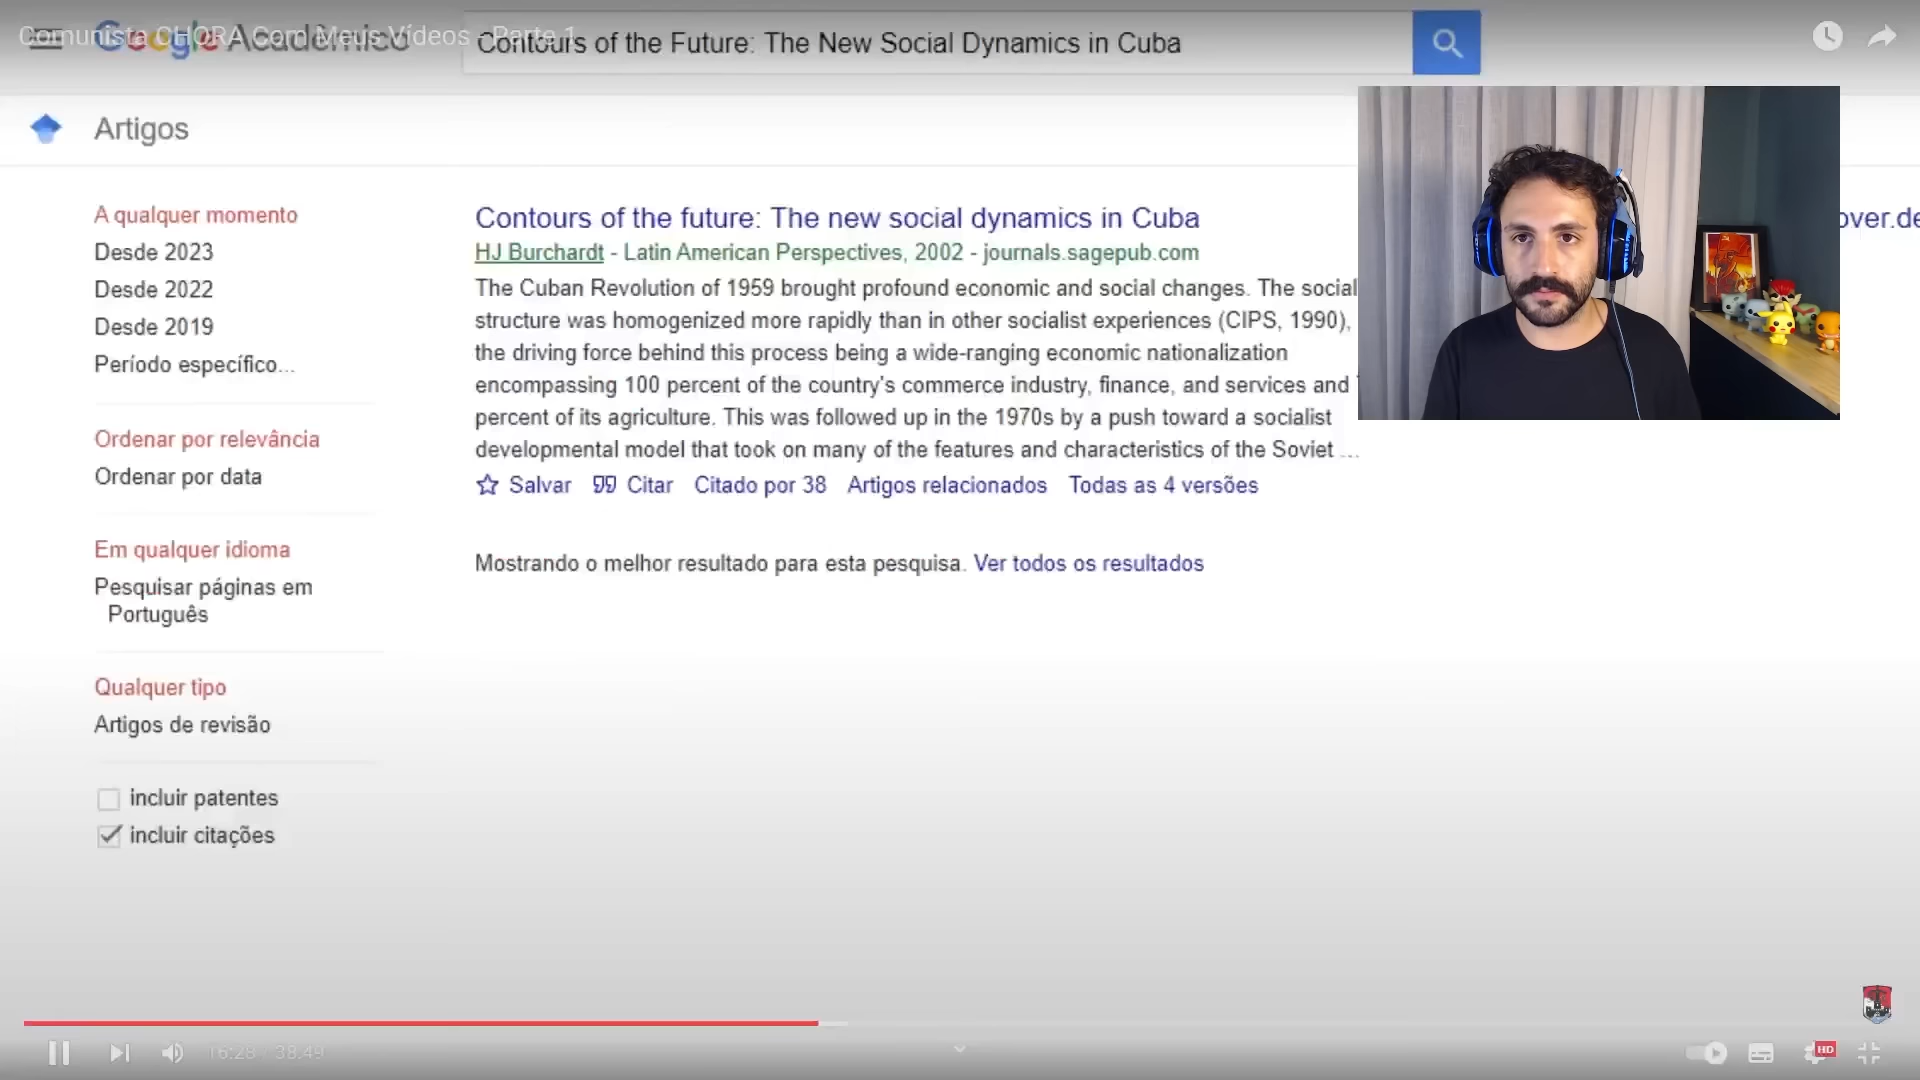 Comunista CHORA Com Meus Vídeos - Parte 1
Google Acadêmico
Contours of the Future: The New Social Dynamics in Cuba
Artigos
A qualquer momento
Desde 2023
Desde 2022
Desde 2019
Período específico...
Ordenar por relevância
Ordenar por data
Em qualquer idioma
Pesquisar páginas em
Português
Qualquer tipo
Artigos de revisão
incluir patentes
incluir citações
Contours of the future: The new social dynamics in Cuba
HJ Burchardt - Latin American Perspectives, 2002 - journals.sagepub.com
The Cuban Revolution of 1959 brought profound economic and social changes. The social
structure was homogenized more rapidly than in other socialist experiences (CIPS, 1990),
the driving force behind this process being a wide-ranging economic nationalization
encompassing 100 percent of the country's commerce industry, finance, and services and
percent of its agriculture. This was followed up in the 1970s by a push toward a socialist
developmental model that took on many of the features and characteristics of the Soviet ...
Salvar Citar Citado por 38 Artigos relacionados Todas as 4 versões
Mostrando o melhor resultado para esta pesquisa. Ver todos os resultados
over.de
16:28 / 38:49
HD